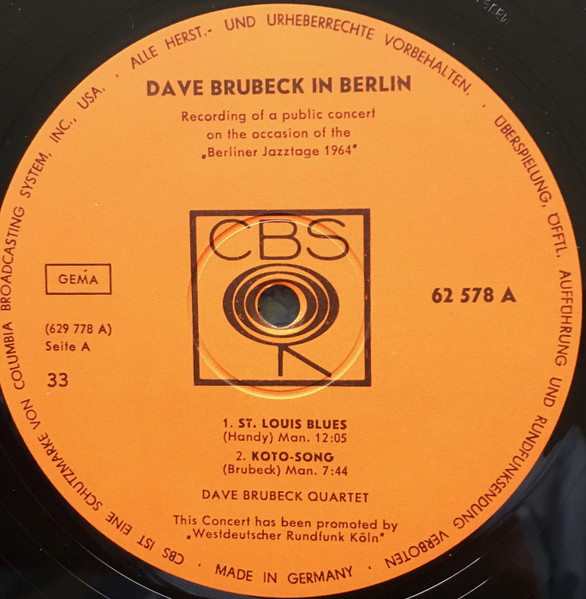 · ALLE HERST.- UND URHEBERRECHTE VORBEHALTEN. · ÜBERSPIELUNG, ÖFFTL. AUFFÜHRUNG UND RUNDFUNKSENDUNG VERBOTEN · MADE IN GERMANY · CBS IST EINE SCHUTZMARKE VON COLUMBIA BROADCASTING SYSTEM, INC., USA.
DAVE BRUBECK IN BERLIN
Recording of a public concert
on the occasion of the
„Berliner Jazztage 1964"
CBS
GEMA
62 578 A
(629 778 A)
Seite A
33
1. ST. LOUIS BLUES
(Handy) Man. 12:05
2. KOTO-SONG
(Brubeck) Man. 7:44
DAVE BRUBECK QUARTET
This Concert has been promoted by
„Westdeutscher Rundfunk Köln"